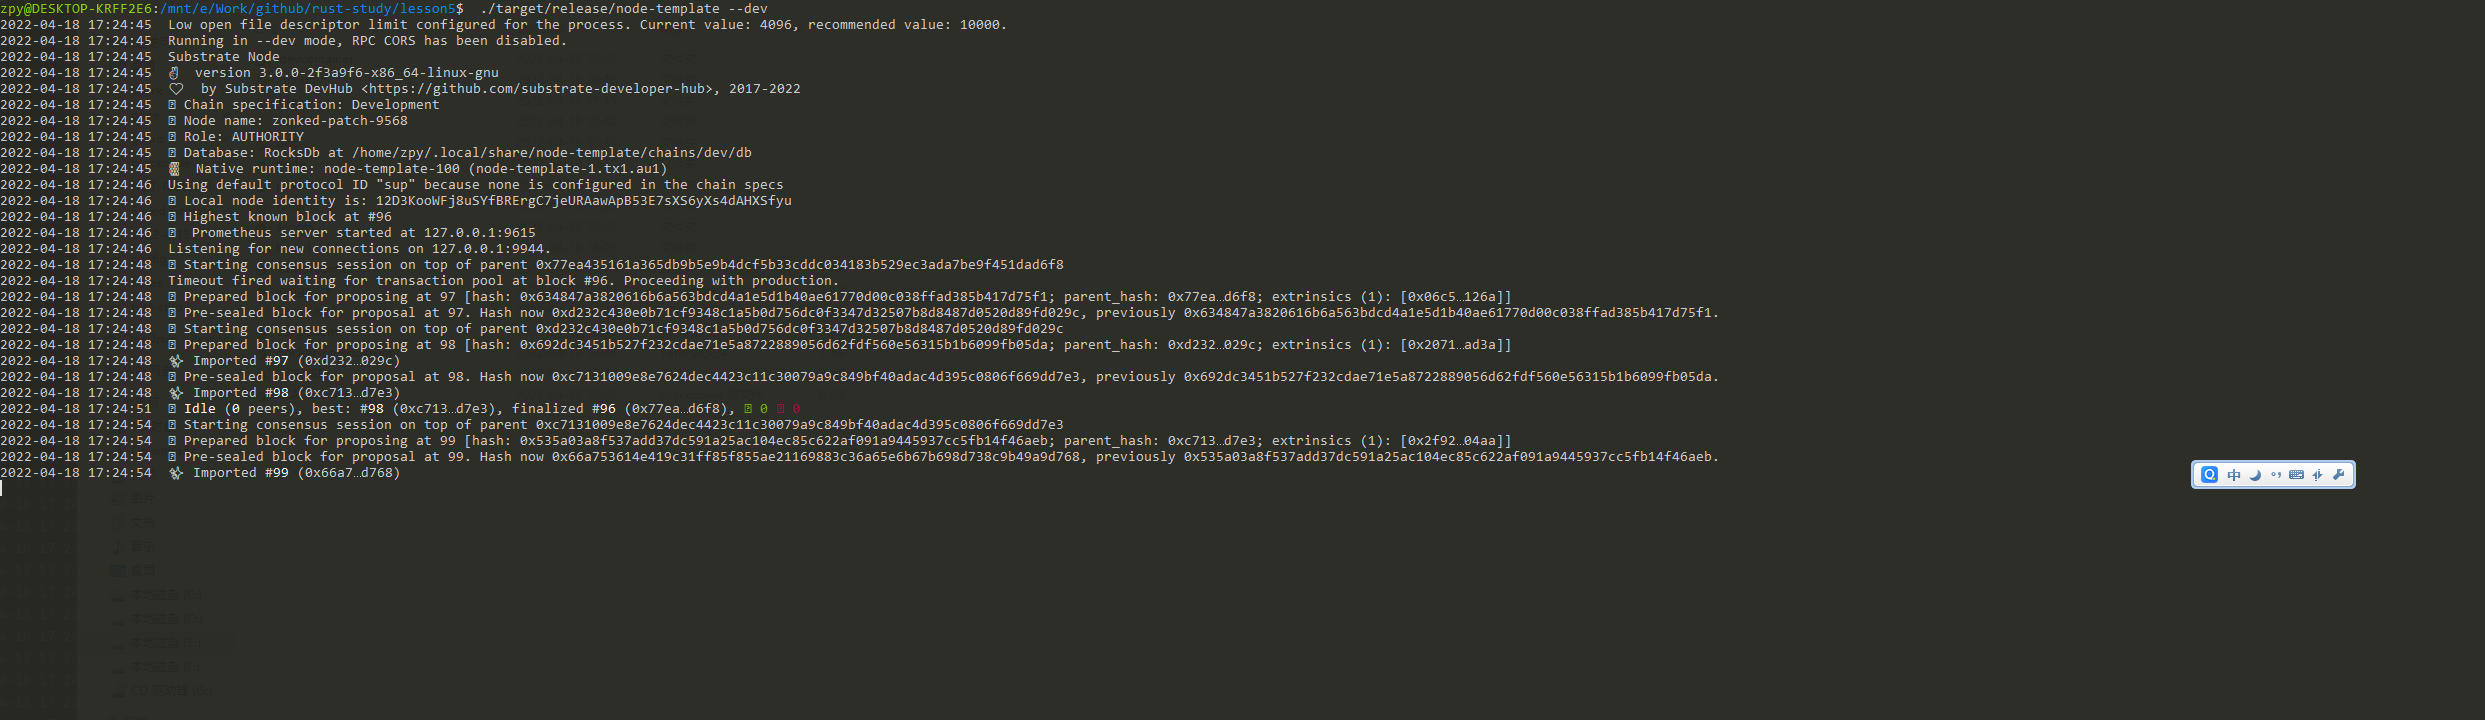 zpy@DESKTOP-KRFF2E6:/mnt/e/Work/github/rust-study/lesson5$  ./target/release/node-template --dev
2022-04-18 17:24:45  Low open file descriptor limit configured for the process. Current value: 4096, recommended value: 10000.
2022-04-18 17:24:45  Running in --dev mode, RPC CORS has been disabled.
2022-04-18 17:24:45  Substrate Node
2022-04-18 17:24:45  ✌️  version 3.0.0-2f3a9f6-x86_64-linux-gnu
2022-04-18 17:24:45  ❤️  by Substrate DevHub <https://github.com/substrate-developer-hub>, 2017-2022
2022-04-18 17:24:45  Chain specification: Development
2022-04-18 17:24:45  Node name: zonked-patch-9568
2022-04-18 17:24:45  Role: AUTHORITY
2022-04-18 17:24:45  Database: RocksDb at /home/zpy/.local/share/node-template/chains/dev/db
2022-04-18 17:24:45  Native runtime: node-template-100 (node-template-1.tx1.au1)
2022-04-18 17:24:46  Using default protocol ID "sup" because none is configured in the chain specs
2022-04-18 17:24:46  Local node identity is: 12D3KooWFj8uSYfBRErgC7jeURAawApB53E7sXS6yXs4dAHXSfyu
2022-04-18 17:24:46  Highest known block at #96
2022-04-18 17:24:46  Prometheus server started at 127.0.0.1:9615
2022-04-18 17:24:46  Listening for new connections on 127.0.0.1:9944.
2022-04-18 17:24:48  Starting consensus session on top of parent 0x77ea435161a365db9b5e9b4dcf5b33cddc034183b529ec3ada7be9f451dad6f8
2022-04-18 17:24:48  Timeout fired waiting for transaction pool at block #96. Proceeding with production.
2022-04-18 17:24:48  Prepared block for proposing at 97 [hash: 0x634847a3820616b6a563bdcd4a1e5d1b40ae61770d00c038ffad385b417d75f1; parent_hash: 0x77ea…d6f8; extrinsics (1): [0x06c5…126a]]
2022-04-18 17:24:48  Pre-sealed block for proposal at 97. Hash now 0xd232c430e0b71cf9348c1a5b0d756dc0f3347d32507b8d8487d0520d89fd029c, previously 0x634847a3820616b6a563bdcd4a1e5d1b40ae61770d00c038ffad385b417d75f1.
2022-04-18 17:24:48  Starting consensus session on top of parent 0xd232c430e0b71cf9348c1a5b0d756dc0f3347d32507b8d8487d0520d89fd029c
2022-04-18 17:24:48  Prepared block for proposing at 98 [hash: 0x692dc3451b527f232cdae71e5a8722889056d62fdf560e56315b1b6099fb05da; parent_hash: 0xd232…029c; extrinsics (1): [0x2071…ad3a]]
2022-04-18 17:24:48  ✨ Imported #97 (0xd232…029c)
2022-04-18 17:24:48  Pre-sealed block for proposal at 98. Hash now 0xc7131009e8e7624dec4423c11c30079a9c849bf40adac4d395c0806f669dd7e3, previously 0x692dc3451b527f232cdae71e5a8722889056d62fdf560e56315b1b6099fb05da.
2022-04-18 17:24:48  ✨ Imported #98 (0xc713…d7e3)
2022-04-18 17:24:51  Idle (0 peers), best: #98 (0xc713…d7e3), finalized #96 (0x77ea…d6f8), 0 0
2022-04-18 17:24:54  Starting consensus session on top of parent 0xc7131009e8e7624dec4423c11c30079a9c849bf40adac4d395c0806f669dd7e3
2022-04-18 17:24:54  Prepared block for proposing at 99 [hash: 0x535a03a8f537add37dc591a25ac104ec85c622af091a9445937cc5fb14f46aeb; parent_hash: 0xc713…d7e3; extrinsics (1): [0x2f92…04aa]]
2022-04-18 17:24:54  Pre-sealed block for proposal at 99. Hash now 0x66a753614e419c31ff85f855ae21169883c36a65e6b67b698d738c9b49a9d768, previously 0x535a03a8f537add37dc591a25ac104ec85c622af091a9445937cc5fb14f46aeb.
2022-04-18 17:24:54  ✨ Imported #99 (0x66a7…d768)
中